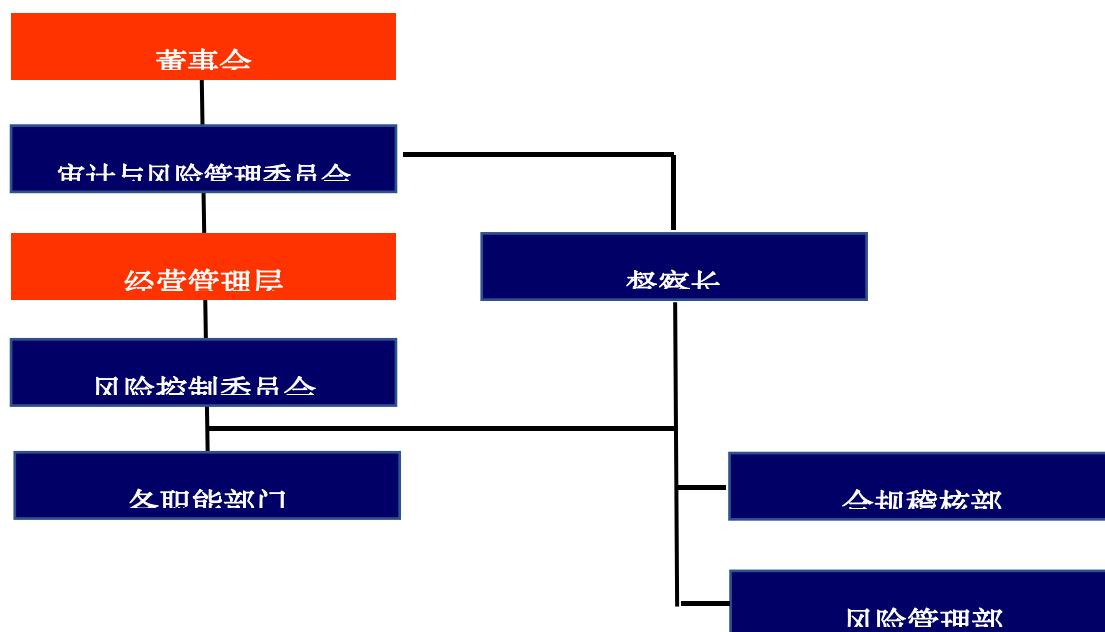 董事会
审计与风险管理委员会
经营管理层
督察长
风险控制委员会
各职能部门
合规稽核部
风险管理部